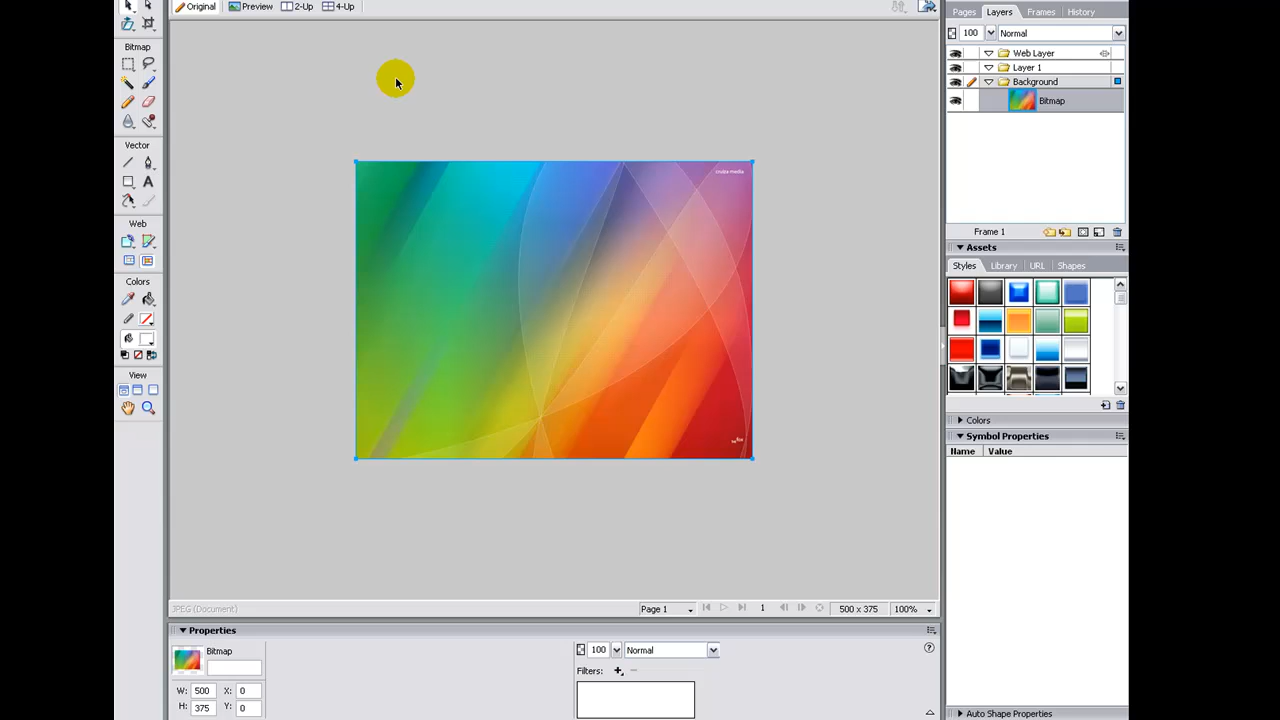 Original Preview 2-Up 4-Up
Pages Layers Frames History
100 Normal
Web Layer
Layer 1
Background
Bitmap
Frame 1
Assets
Styles Library URL Shapes
Colors
Symbol Properties
Name Value
Auto Shape Properties
Bitmap
Vector
A
Web
Colors
View
JPEG (Document)
Page 1 1 500 x 375 100%
Properties
Bitmap
W: 500 X: 0
H: 375 Y: 0
100 Normal
Filters: